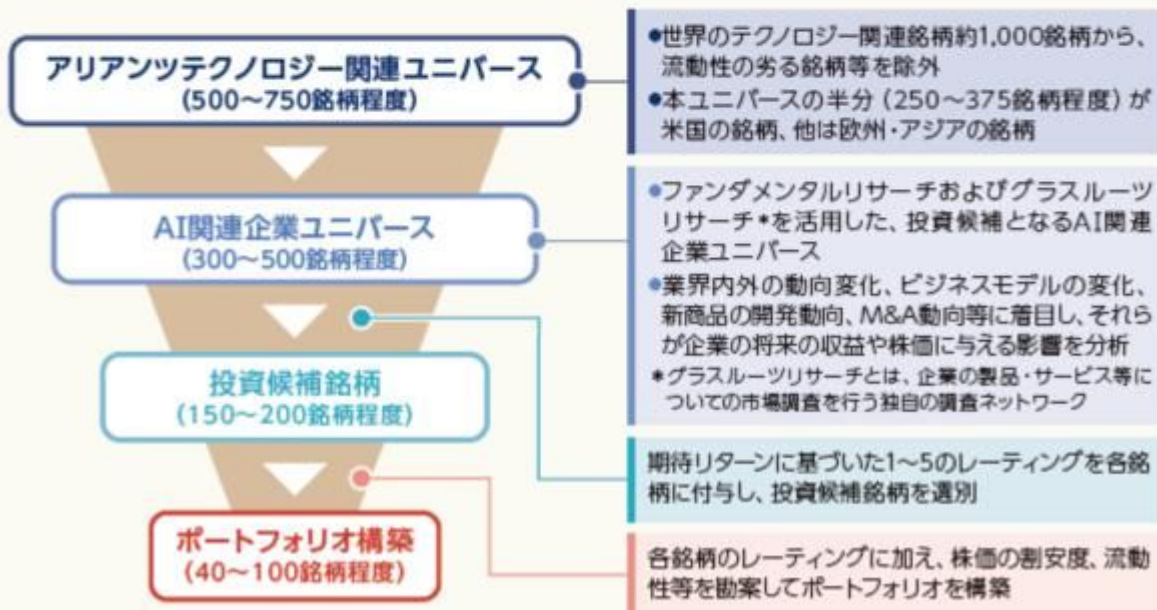 アリアンツテクノロジー関連ユニバース
(500～750銘柄程度)
●世界のテクノロジー関連銘柄約1,000銘柄から、
流動性の劣る銘柄等を除外
●本ユニバースの半分（250～375銘柄程度）が
米国の銘柄、他は欧州・アジアの銘柄
AI関連企業ユニバース
(300～500銘柄程度)
●ファンダメンタルリサーチおよびグラスルーツ
リサーチ*を活用した、投資候補となるAI関連
企業ユニバース
●業界内外の動向変化、ビジネスモデルの変化、
新商品の開発動向、M&A動向等に着目し、それら
が企業の将来の収益や株価に与える影響を分析
*グラスルーツリサーチとは、企業の製品・サービス等に
ついての市場調査を行う独自の調査ネットワーク
投資候補銘柄
(150～200銘柄程度)
期待リターンに基づいた1～5のレーティングを各銘
柄に付与し、投資候補銘柄を選別
ポートフォリオ構築
(40～100銘柄程度)
各銘柄のレーティングに加え、株価の割安度、流動
性等を勘案してポートフォリオを構築